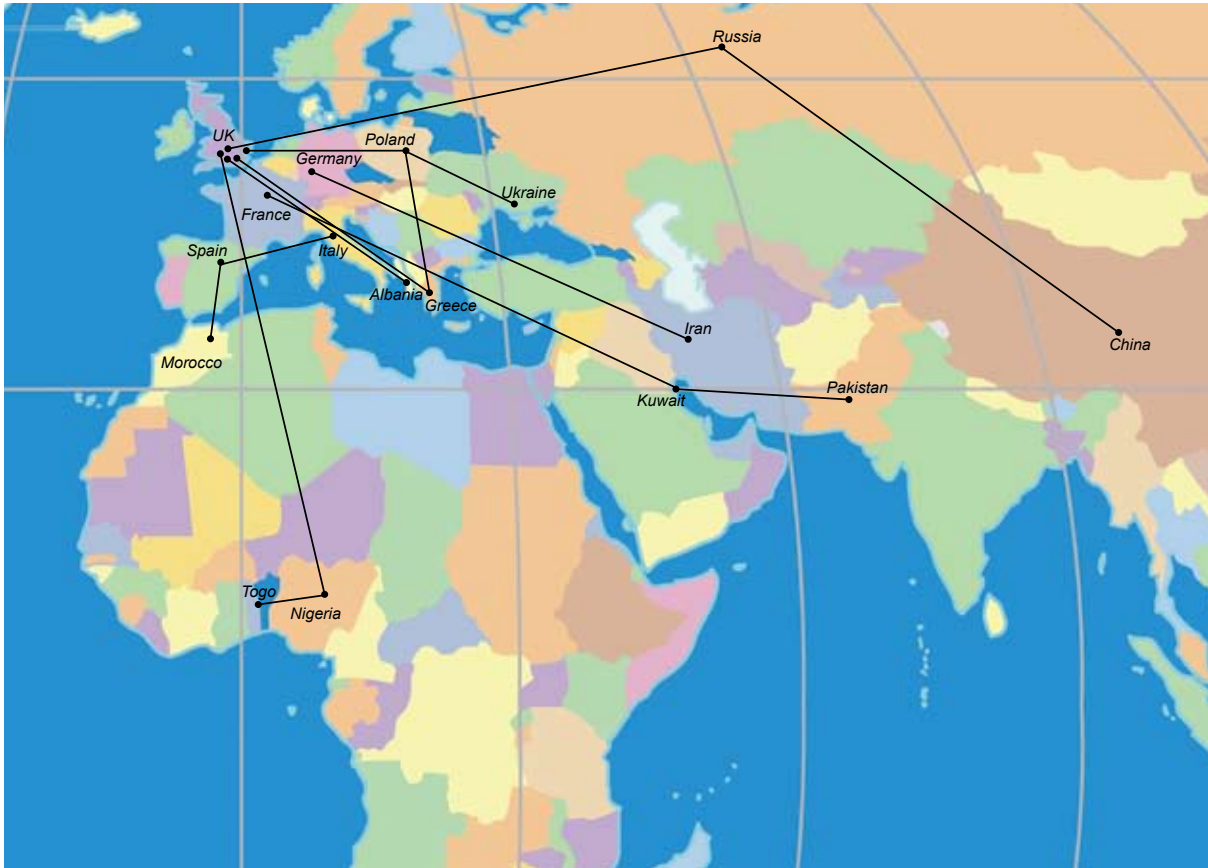 Russia
UK
Poland
Germany
Ukraine
France
Spain
Italy
Albania
Greece
Iran
China
Morocco
Kuwait
Pakistan
Togo
Nigeria